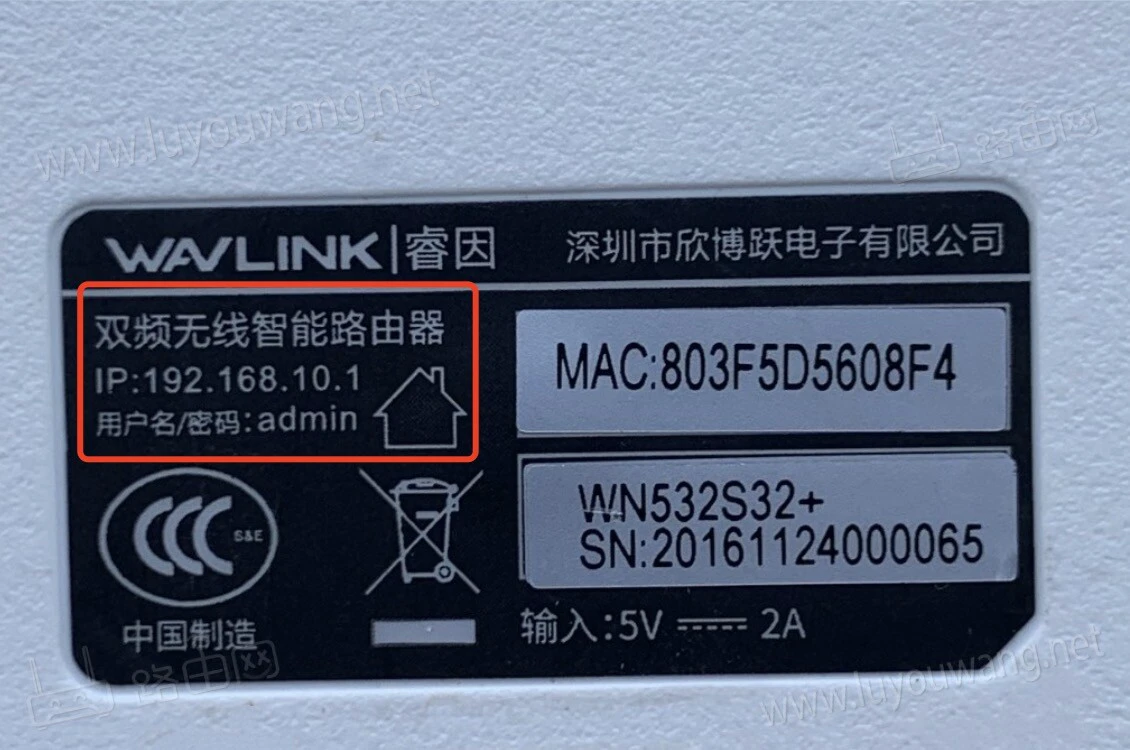 www.luyouwang.net
路由网
WAVLINK|睿因
深圳市欣博跃电子有限公司
双频无线智能路由器
IP:192.168.10.1
用户名/密码:admin
MAC:803F5D5608F4
S&E
WN532S32+
SN:20161124000065
中国制造
输入:5V ⎓ 2A
路由网
www.luyouwang.net